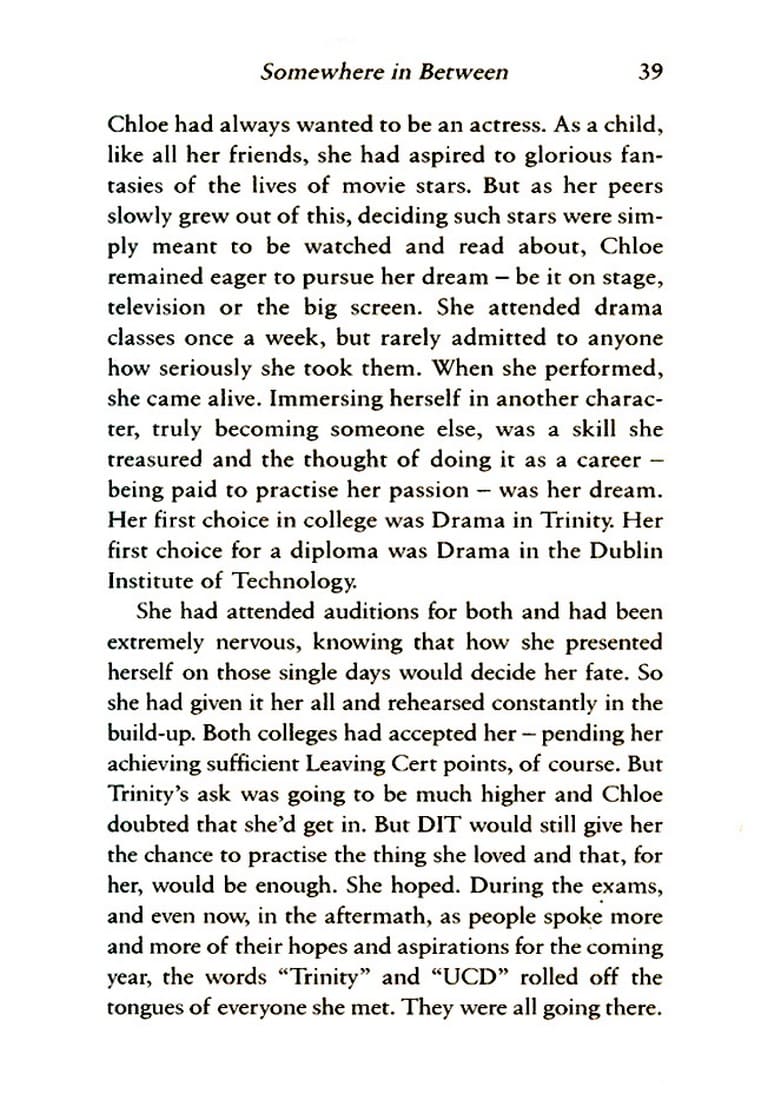 Somewhere in Between 39
Chloe had always wanted to be an actress. As a child,
like all her friends, she had aspired to glorious fan-
tasies of the lives of movie stars. But as her peers
slowly grew out of this, deciding such stars were sim-
ply meant to be watched and read about, Chloe
remained eager to pursue her dream – be it on stage,
television or the big screen. She attended drama
classes once a week, but rarely admitted to anyone
how seriously she took them. When she performed,
she came alive. Immersing herself in another charac-
ter, truly becoming someone else, was a skill she
treasured and the thought of doing it as a career –
being paid to practise her passion – was her dream.
Her first choice in college was Drama in Trinity. Her
first choice for a diploma was Drama in the Dublin
Institute of Technology.
She had attended auditions for both and had been
extremely nervous, knowing that how she presented
herself on those single days would decide her fate. So
she had given it her all and rehearsed constantly in the
build-up. Both colleges had accepted her – pending her
achieving sufficient Leaving Cert points, of course. But
Trinity's ask was going to be much higher and Chloe
doubted that she'd get in. But DIT would still give her
the chance to practise the thing she loved and that, for
her, would be enough. She hoped. During the exams,
and even now, in the aftermath, as people spoke more
and more of their hopes and aspirations for the coming
year, the words "Trinity" and "UCD" rolled off the
tongues of everyone she met. They were all going there.